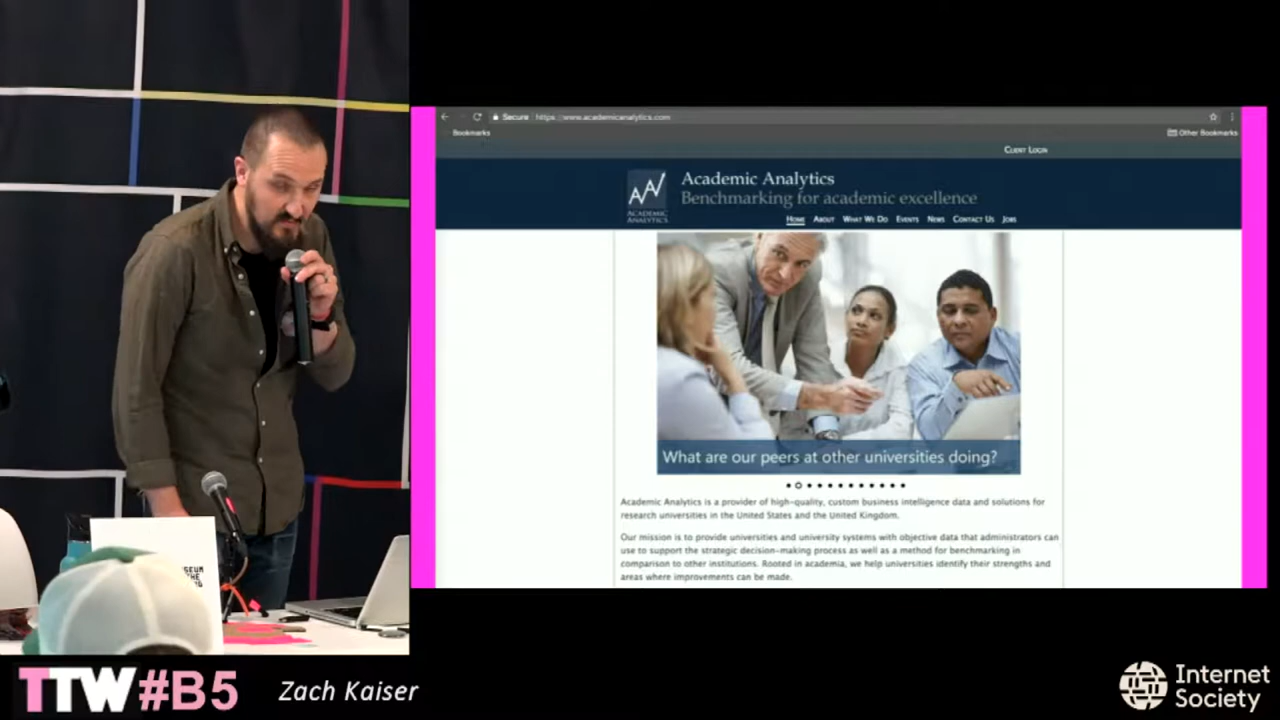 Secure https://www.academicanalytics.com
Bookmarks
Other Bookmarks
Client Login
Academic Analytics
Benchmarking for academic excellence
ACADEMIC
ANALYTICS
Home About What We Do Events News Contact Us Jobs
What are our peers at other universities doing?
Academic Analytics is a provider of high-quality, custom business intelligence data and solutions for
research universities in the United States and the United Kingdom.
Our mission is to provide universities and university systems with objective data that administrators can
use to support the strategic decision-making process as well as a method for benchmarking in
comparison to other institutions. Rooted in academia, we help universities identify their strengths and
areas where improvements can be made.
TTW#B5
Zach Kaiser
Internet
Society